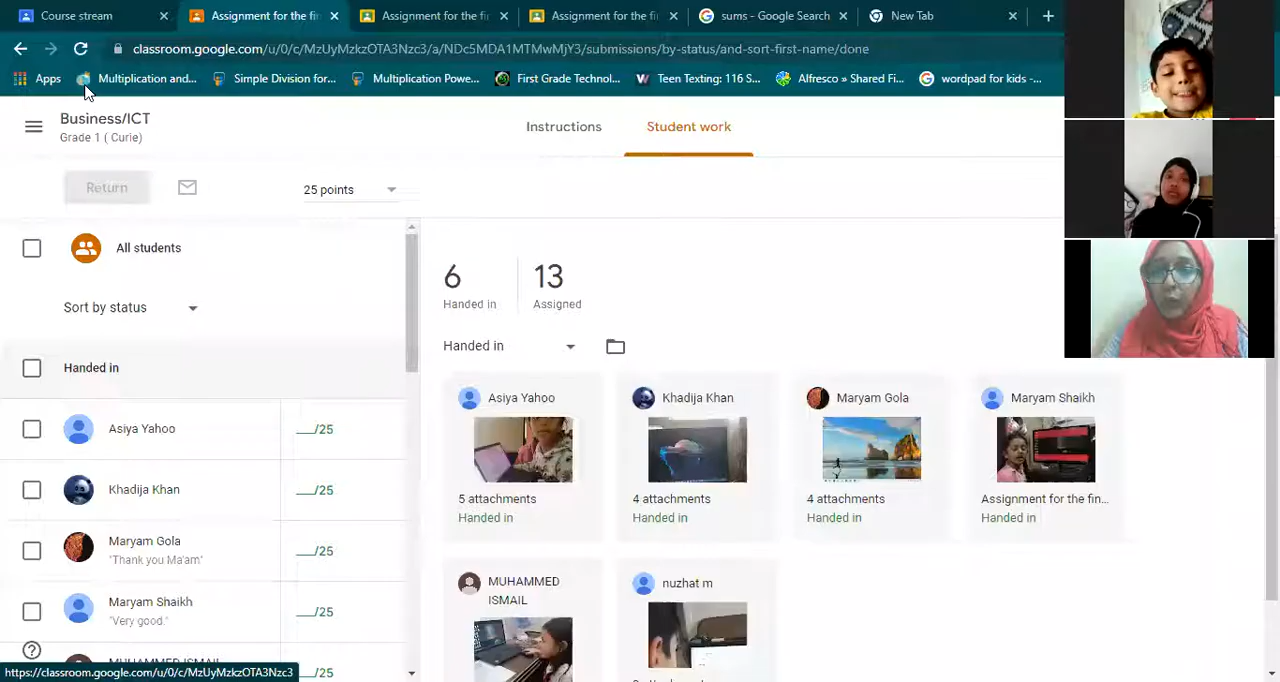 Course stream
Assignment for the fi
Assignment for the fi
Assignment for the fi
sums - Google Search
New Tab
classroom.google.com/u/0/c/MzUyMzkzOTA3Nzc3/a/NDc5MDA1MTMwMjY3/submissions/by-status/and-sort-first-name/done
Apps
Multiplication and...
Simple Division for...
Multiplication Powe...
First Grade Technol...
Teen Texting: 116 S...
Alfresco » Shared Fi...
wordpad for kids -...
Business/ICT
Grade 1 ( Curie)
Instructions
Student work
Return
25 points
All students
Sort by status
Handed in
Asiya Yahoo
__/25
Khadija Khan
__/25
Maryam Gola
"Thank you Ma'am"
__/25
Maryam Shaikh
"Very good."
__/25
MUHAMMED ISMAIL
__/25
https://classroom.google.com/u/0/c/MzUyMzkzOTA3Nzc3
6
Handed in
13
Assigned
Handed in
Asiya Yahoo
5 attachments
Handed in
Khadija Khan
4 attachments
Handed in
Maryam Gola
4 attachments
Handed in
Maryam Shaikh
Assignment for the fin...
Handed in
MUHAMMED
ISMAIL
nuzhat m